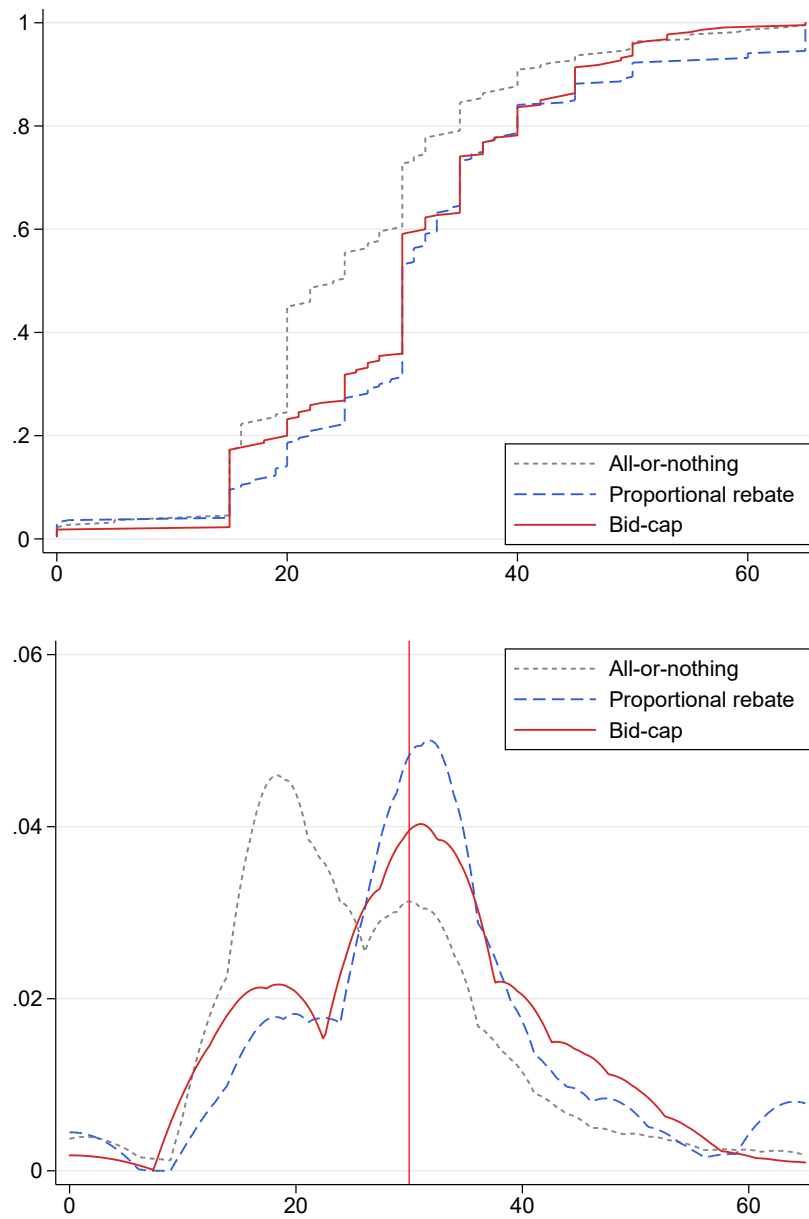 1
.8
.6
.4
.2
0
All-or-nothing
Proportional rebate
Bid-cap
0 20 40 60
.06
.04
.02
0
All-or-nothing
Proportional rebate
Bid-cap
0 20 40 60